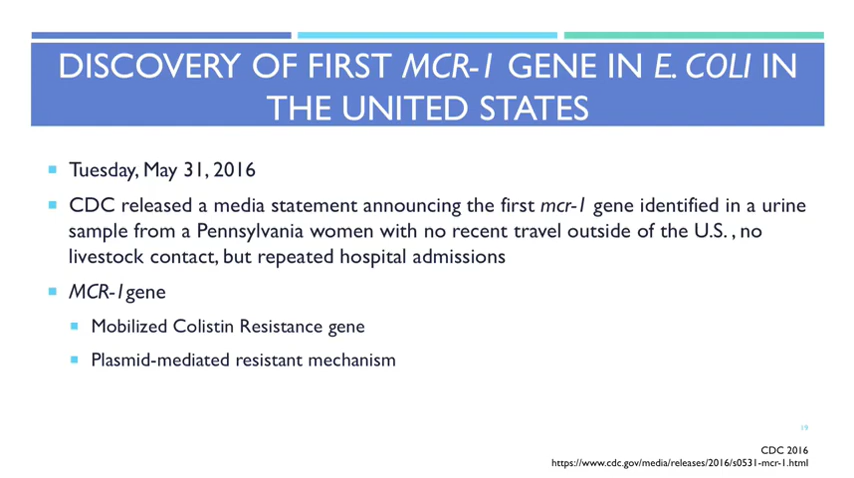 DISCOVERY OF FIRST MCR-1 GENE IN E. COLI IN
THE UNITED STATES
Tuesday, May 31, 2016
CDC released a media statement announcing the first mcr-1 gene identified in a urine
sample from a Pennsylvania women with no recent travel outside of the U.S. , no
livestock contact, but repeated hospital admissions
MCR-1gene
Mobilized Colistin Resistance gene
Plasmid-mediated resistant mechanism
19
CDC 2016
https://www.cdc.gov/media/releases/2016/s0531-mcr-1.html